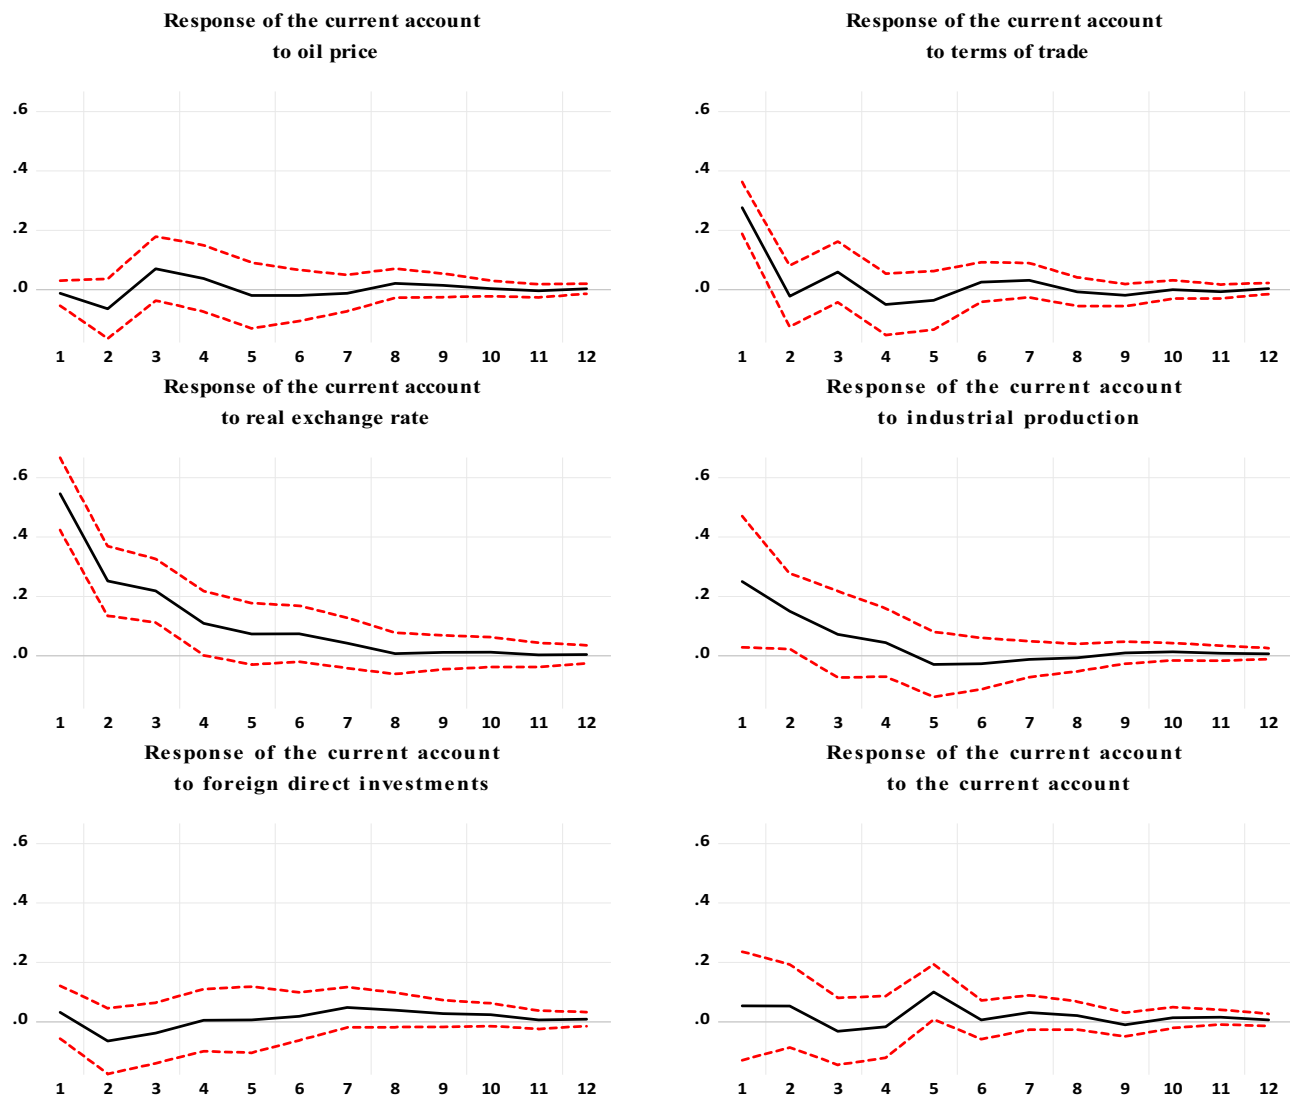 Response of the current account
to oil price
.6
.4
.2
.0
1 2 3 4 5 6 7 8 9 10 11 12
Response of the current account
to terms of trade
.6
.4
.2
.0
1 2 3 4 5 6 7 8 9 10 11 12
Response of the current account
to real exchange rate
.6
.4
.2
.0
1 2 3 4 5 6 7 8 9 10 11 12
Response of the current account
to industrial production
.6
.4
.2
.0
1 2 3 4 5 6 7 8 9 10 11 12
Response of the current account
to foreign direct investments
.6
.4
.2
.0
1 2 3 4 5 6 7 8 9 10 11 12
Response of the current account
to the current account
.6
.4
.2
.0
1 2 3 4 5 6 7 8 9 10 11 12